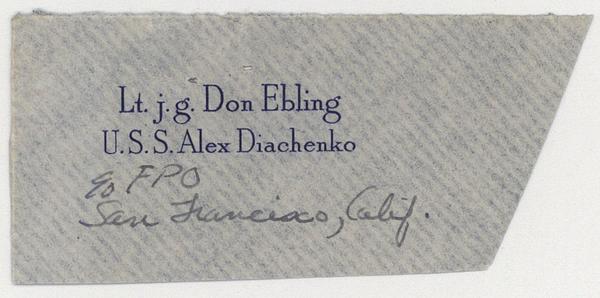 Lt. j. g. Don Ebling
U. S. S. Alex Diachenko
c/o FPO
San Francisco, Calif.